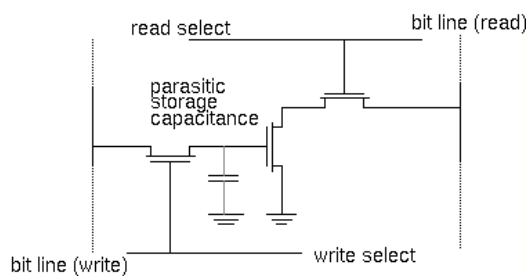 bit line (read)
read select
parasitic
storage
capacitance
write select
bit line (write)